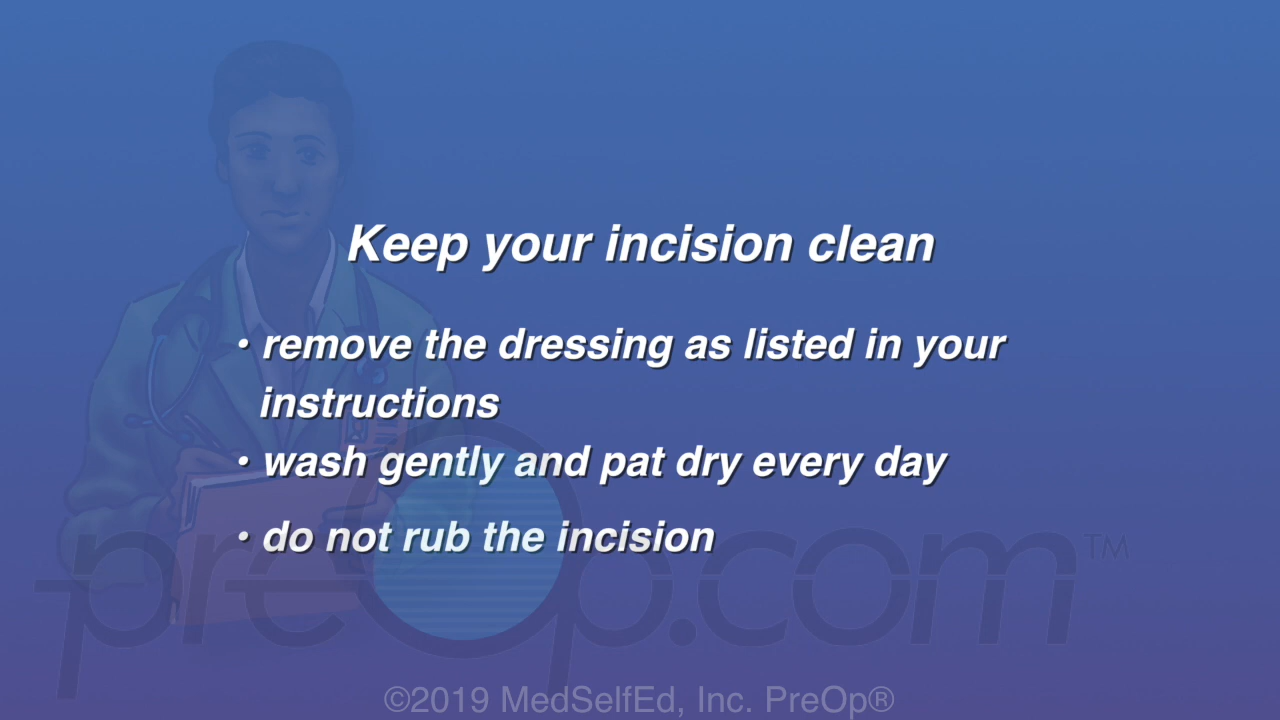 Keep your incision clean
• remove the dressing as listed in your
instructions
• wash gently and pat dry every day
• do not rub the incision
preOp.com™
©2019 MedSelfEd, Inc. PreOp®